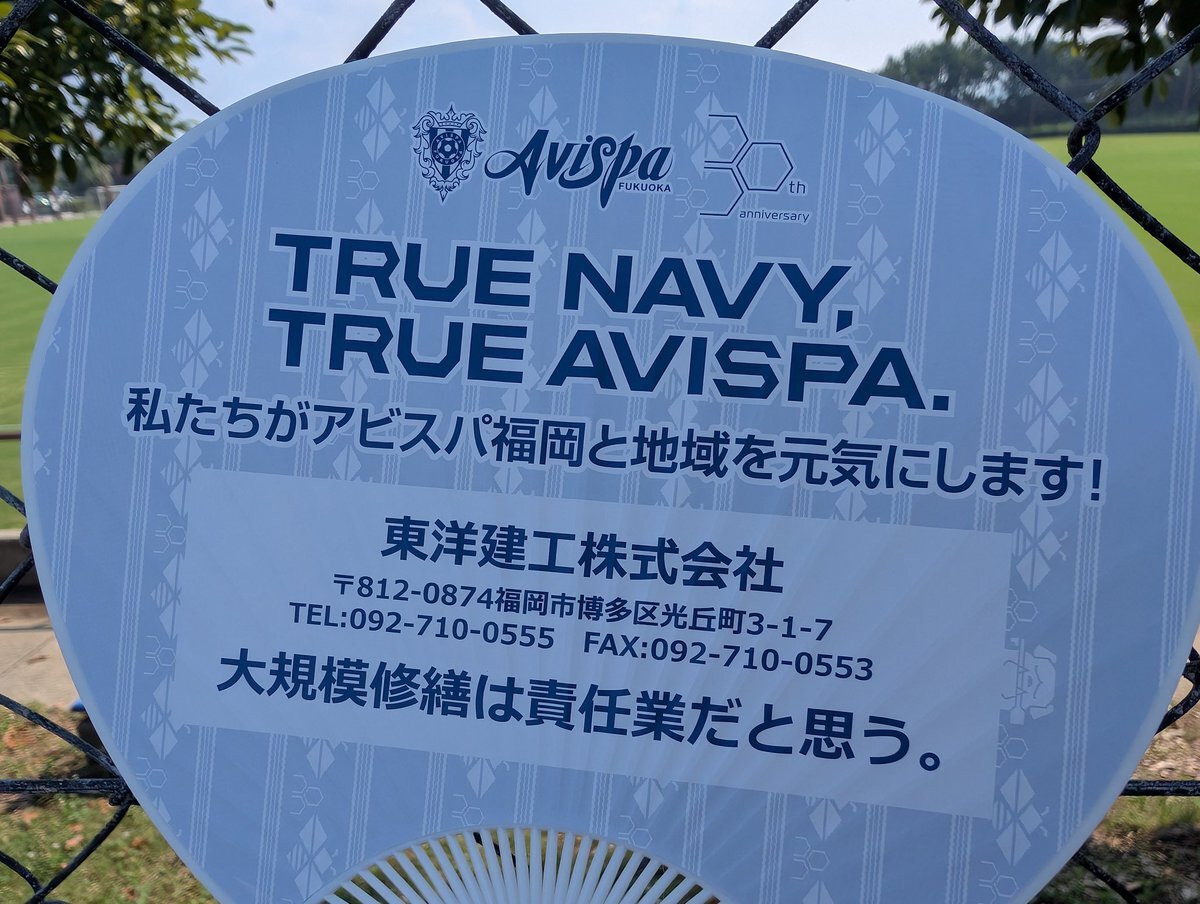 Avispa
FUKUOKA
30th
anniversary
TRUE NAVY,
TRUE AVISPA.
私たちがアビスパ福岡と地域を元気にします!
東洋建工株式会社
〒812-0874福岡市博多区光丘町3-1-7
TEL:092-710-0555 FAX:092-710-0553
大規模修繕は責任業だと思う。